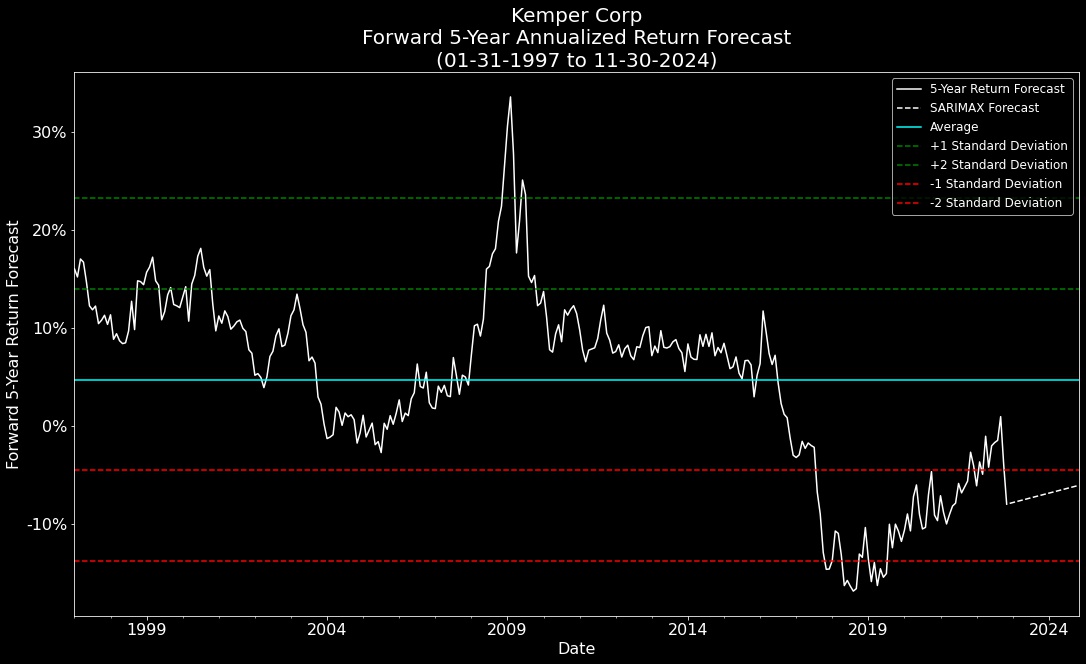 Kemper Corp
Forward 5-Year Annualized Return Forecast
(01-31-1997 to 11-30-2024)
5-Year Return Forecast
SARIMAX Forecast
Average
+1 Standard Deviation
+2 Standard Deviation
-1 Standard Deviation
-2 Standard Deviation
Forward 5-Year Return Forecast
30%
20%
10%
0%
-10%
1999 2004 2009 2014 2019 2024
Date